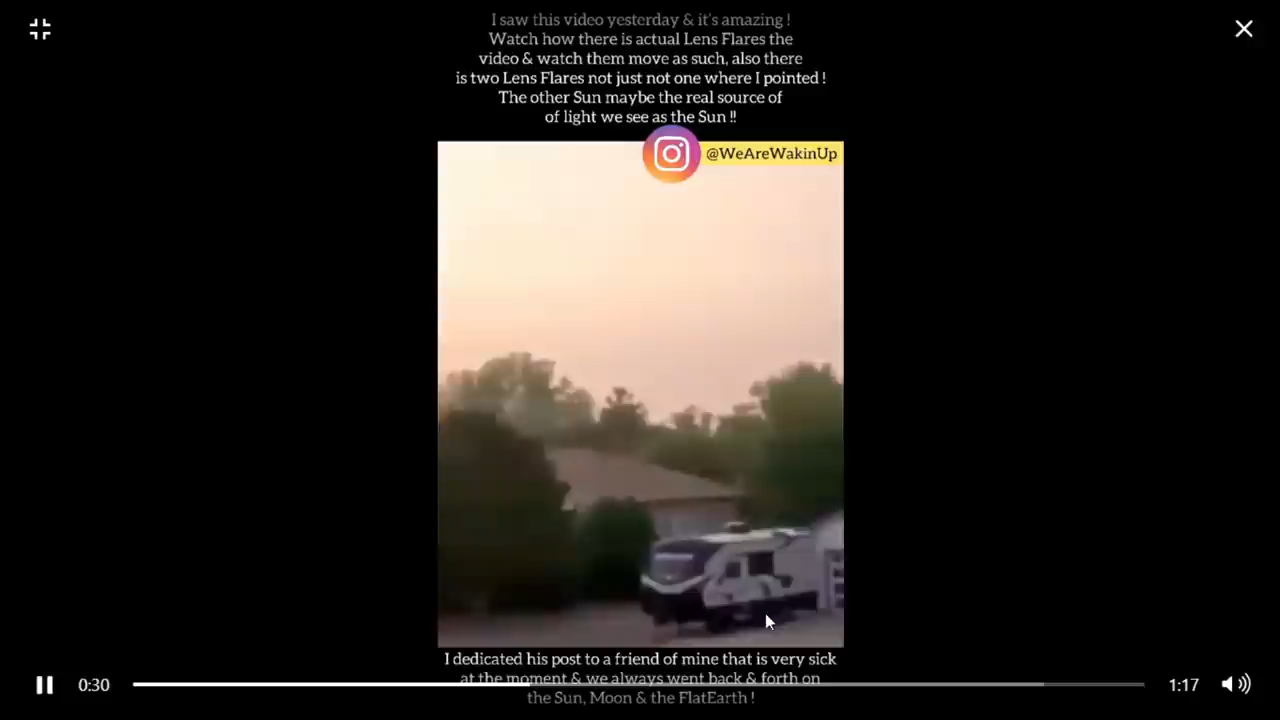 I saw this video yesterday & it's amazing !
Watch how there is actual Lens Flares the
video & watch them move as such, also there
is two Lens Flares not just not one where I pointed !
The other Sun maybe the real source of
of light we see as the Sun !!
@WeAreWakinUp
I dedicated his post to a friend of mine that is very sick
at the moment & we always went back & forth on
0:30
1:17
the Sun, Moon & the FlatEarth !